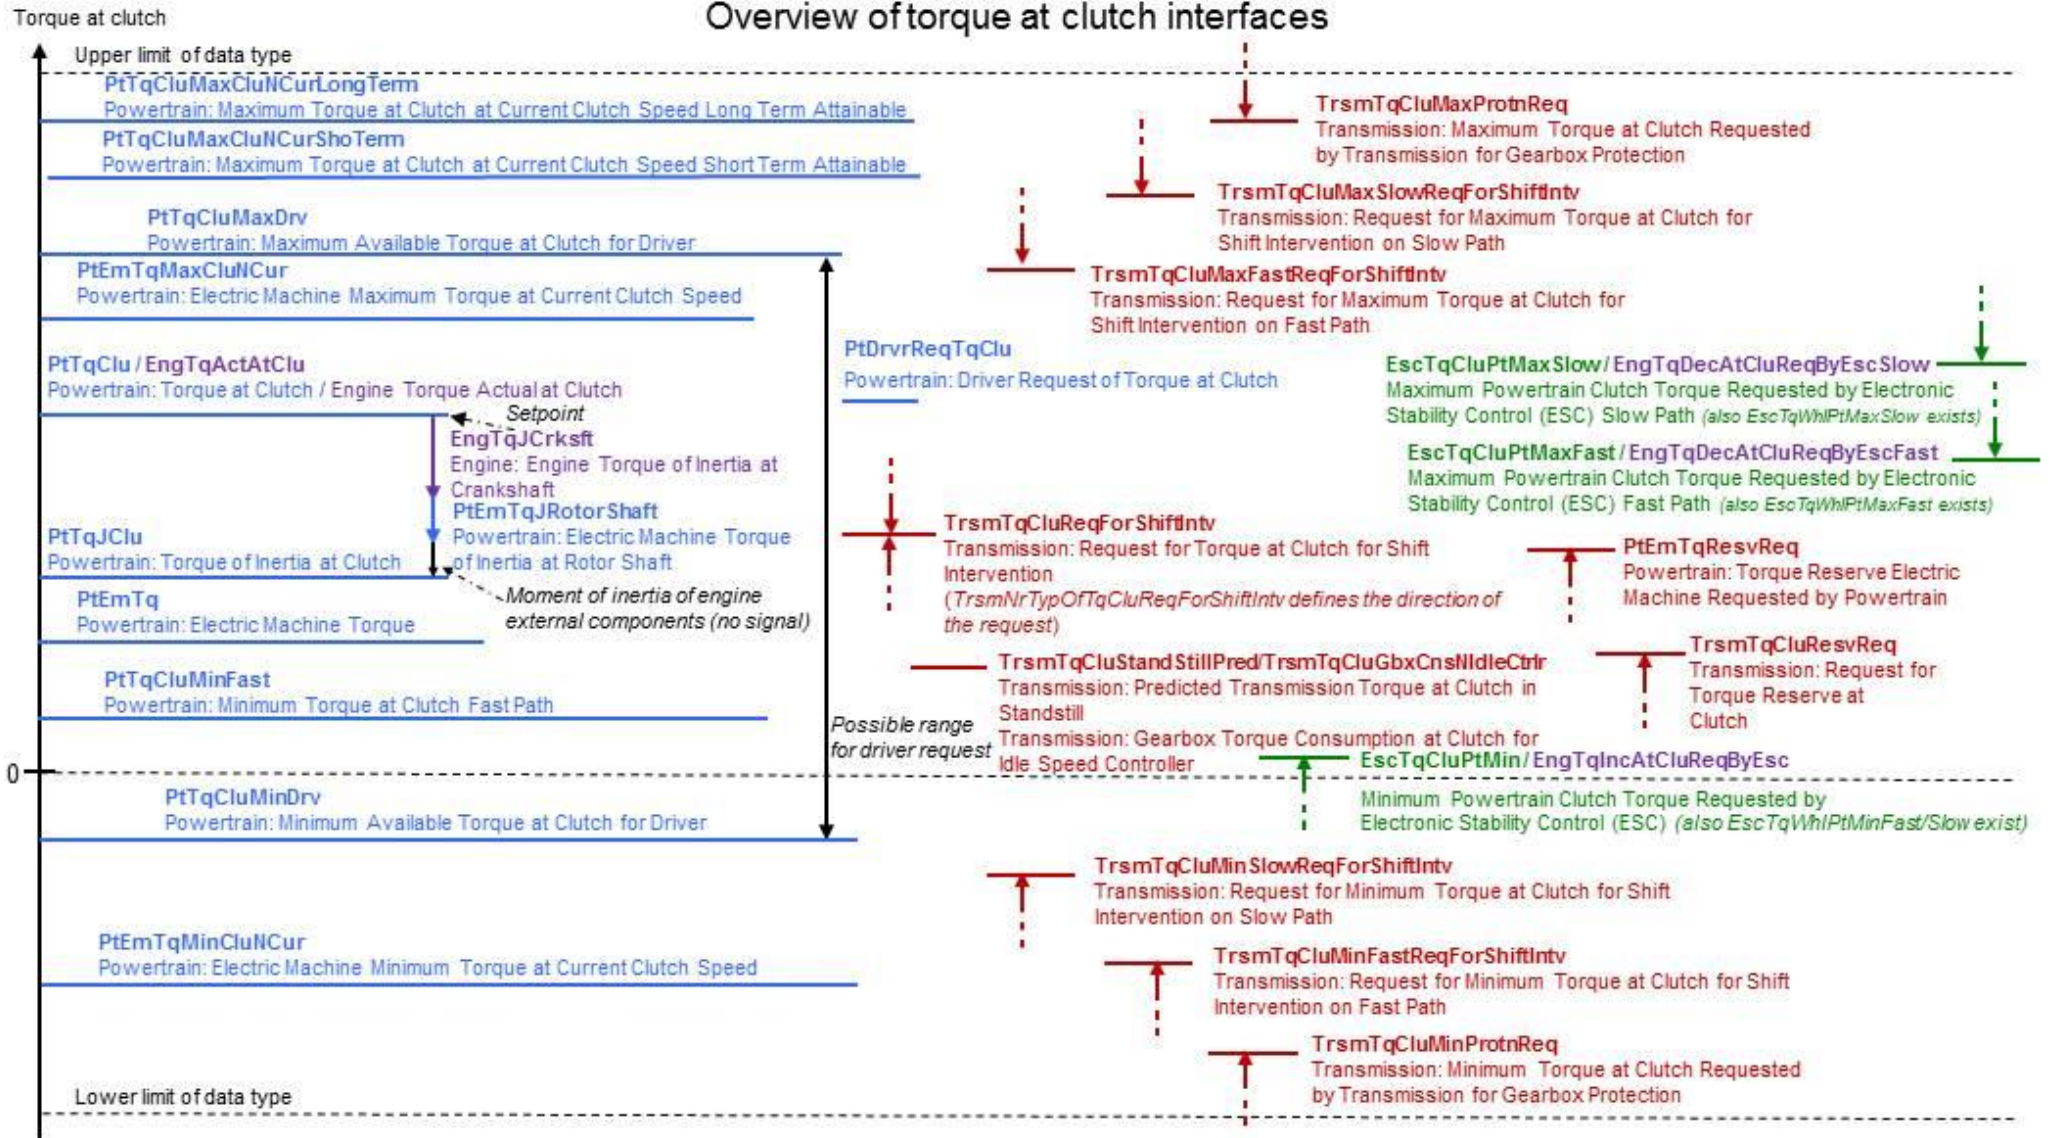 Overview of torque at clutch interfaces
Torque at clutch
Upper limit of data type
PtTqCluMaxCluNCurLongTerm
Powertrain: Maximum Torque at Clutch at Current Clutch Speed Long Term Attainable
PtTqCluMaxCluNCurShoTerm
Powertrain: Maximum Torque at Clutch at Current Clutch Speed Short Term Attainable
PtTqCluMaxDrv
Powertrain: Maximum Available Torque at Clutch for Driver
PtEmTqMaxCluNCur
Powertrain: Electric Machine Maximum Torque at Current Clutch Speed
PtTqClu / EngTqActAtClu
Powertrain: Torque at Clutch / Engine Torque Actual at Clutch
Setpoint
EngTqJCrksft
Engine: Engine Torque of Inertia at
Crankshaft
PtEmTqJRotorShaft
Powertrain: Electric Machine Torque
of Inertia at Rotor Shaft
PtTqJClu
Powertrain: Torque of Inertia at Clutch
Moment of inertia of engine
external components (no signal)
PtEmTq
Powertrain: Electric Machine Torque
PtTqCluMinFast
Powertrain: Minimum Torque at Clutch Fast Path
Possible range
for driver request
0
PtTqCluMinDrv
Powertrain: Minimum Available Torque at Clutch for Driver
PtEmTqMinCluNCur
Powertrain: Electric Machine Minimum Torque at Current Clutch Speed
Lower limit of data type
TrsmTqCluMaxProtnReq
Transmission: Maximum Torque at Clutch Requested
by Transmission for Gearbox Protection
TrsmTqCluMaxSlowReqForShiftIntv
Transmission: Request for Maximum Torque at Clutch for
Shift Intervention on Slow Path
TrsmTqCluMaxFastReqForShiftIntv
Transmission: Request for Maximum Torque at Clutch for
Shift Intervention on Fast Path
PtDrvrReqTqClu
Powertrain: Driver Request of Torque at Clutch
EscTqCluPtMaxSlow/EngTqDecAtCluReqByEscSlow
Maximum Powertrain Clutch Torque Requested by Electronic
Stability Control (ESC) Slow Path (also EscTqWhlPtMaxSlow exists)
EscTqCluPtMaxFast/EngTqDecAtCluReqByEscFast
Maximum Powertrain Clutch Torque Requested by Electronic
Stability Control (ESC) Fast Path (also EscTqWhlPtMaxFast exists)
TrsmTqCluReqForShiftIntv
Transmission: Request for Torque at Clutch for Shift
Intervention
(TrsmNrTypOfTqCluReqForShiftIntv defines the direction of
the request)
PtEmTqResvReq
Powertrain: Torque Reserve Electric
Machine Requested by Powertrain
TrsmTqCluResvReq
Transmission: Request for
Torque Reserve at
Clutch
TrsmTqCluStandStillPred/TrsmTqCluGbxCnsNIdleCtrlr
Transmission: Predicted Transmission Torque at Clutch in
Standstill
Transmission: Gearbox Torque Consumption at Clutch for
Idle Speed Controller
EscTqCluPtMin/EngTqIncAtCluReqByEsc
Minimum Powertrain Clutch Torque Requested by
Electronic Stability Control (ESC) (also EscTqWhlPtMinFast/Slow exist)
TrsmTqCluMinSlowReqForShiftIntv
Transmission: Request for Minimum Torque at Clutch for Shift
Intervention on Slow Path
TrsmTqCluMinFastReqForShiftIntv
Transmission: Request for Minimum Torque at Clutch for Shift
Intervention on Fast Path
TrsmTqCluMinProtnReq
Transmission: Minimum Torque at Clutch Requested
by Transmission for Gearbox Protection